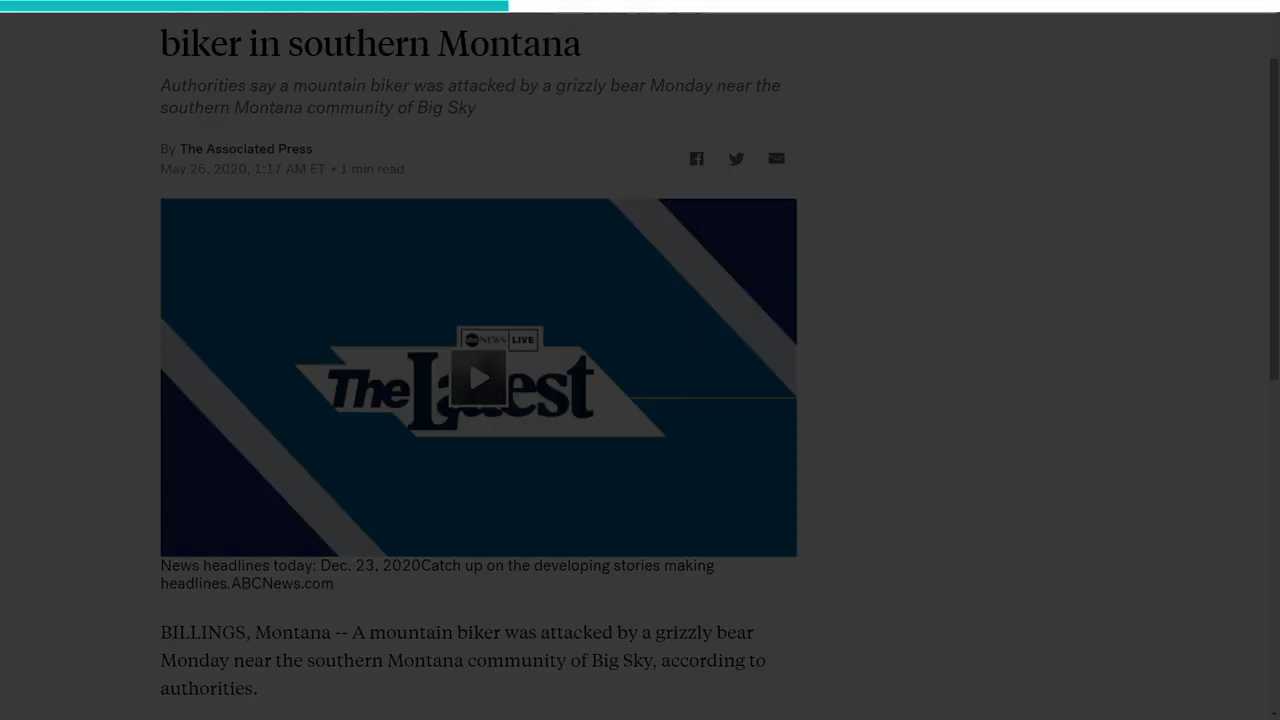 biker in southern Montana
Authorities say a mountain biker was attacked by a grizzly bear Monday near the
southern Montana community of Big Sky
By The Associated Press
May 26, 2020, 1:17 AM ET • 1 min read
abc NEWS LIVE
The Latest
News headlines today: Dec. 23, 2020Catch up on the developing stories making
headlines.ABCNews.com
BILLINGS, Montana -- A mountain biker was attacked by a grizzly bear
Monday near the southern Montana community of Big Sky, according to
authorities.